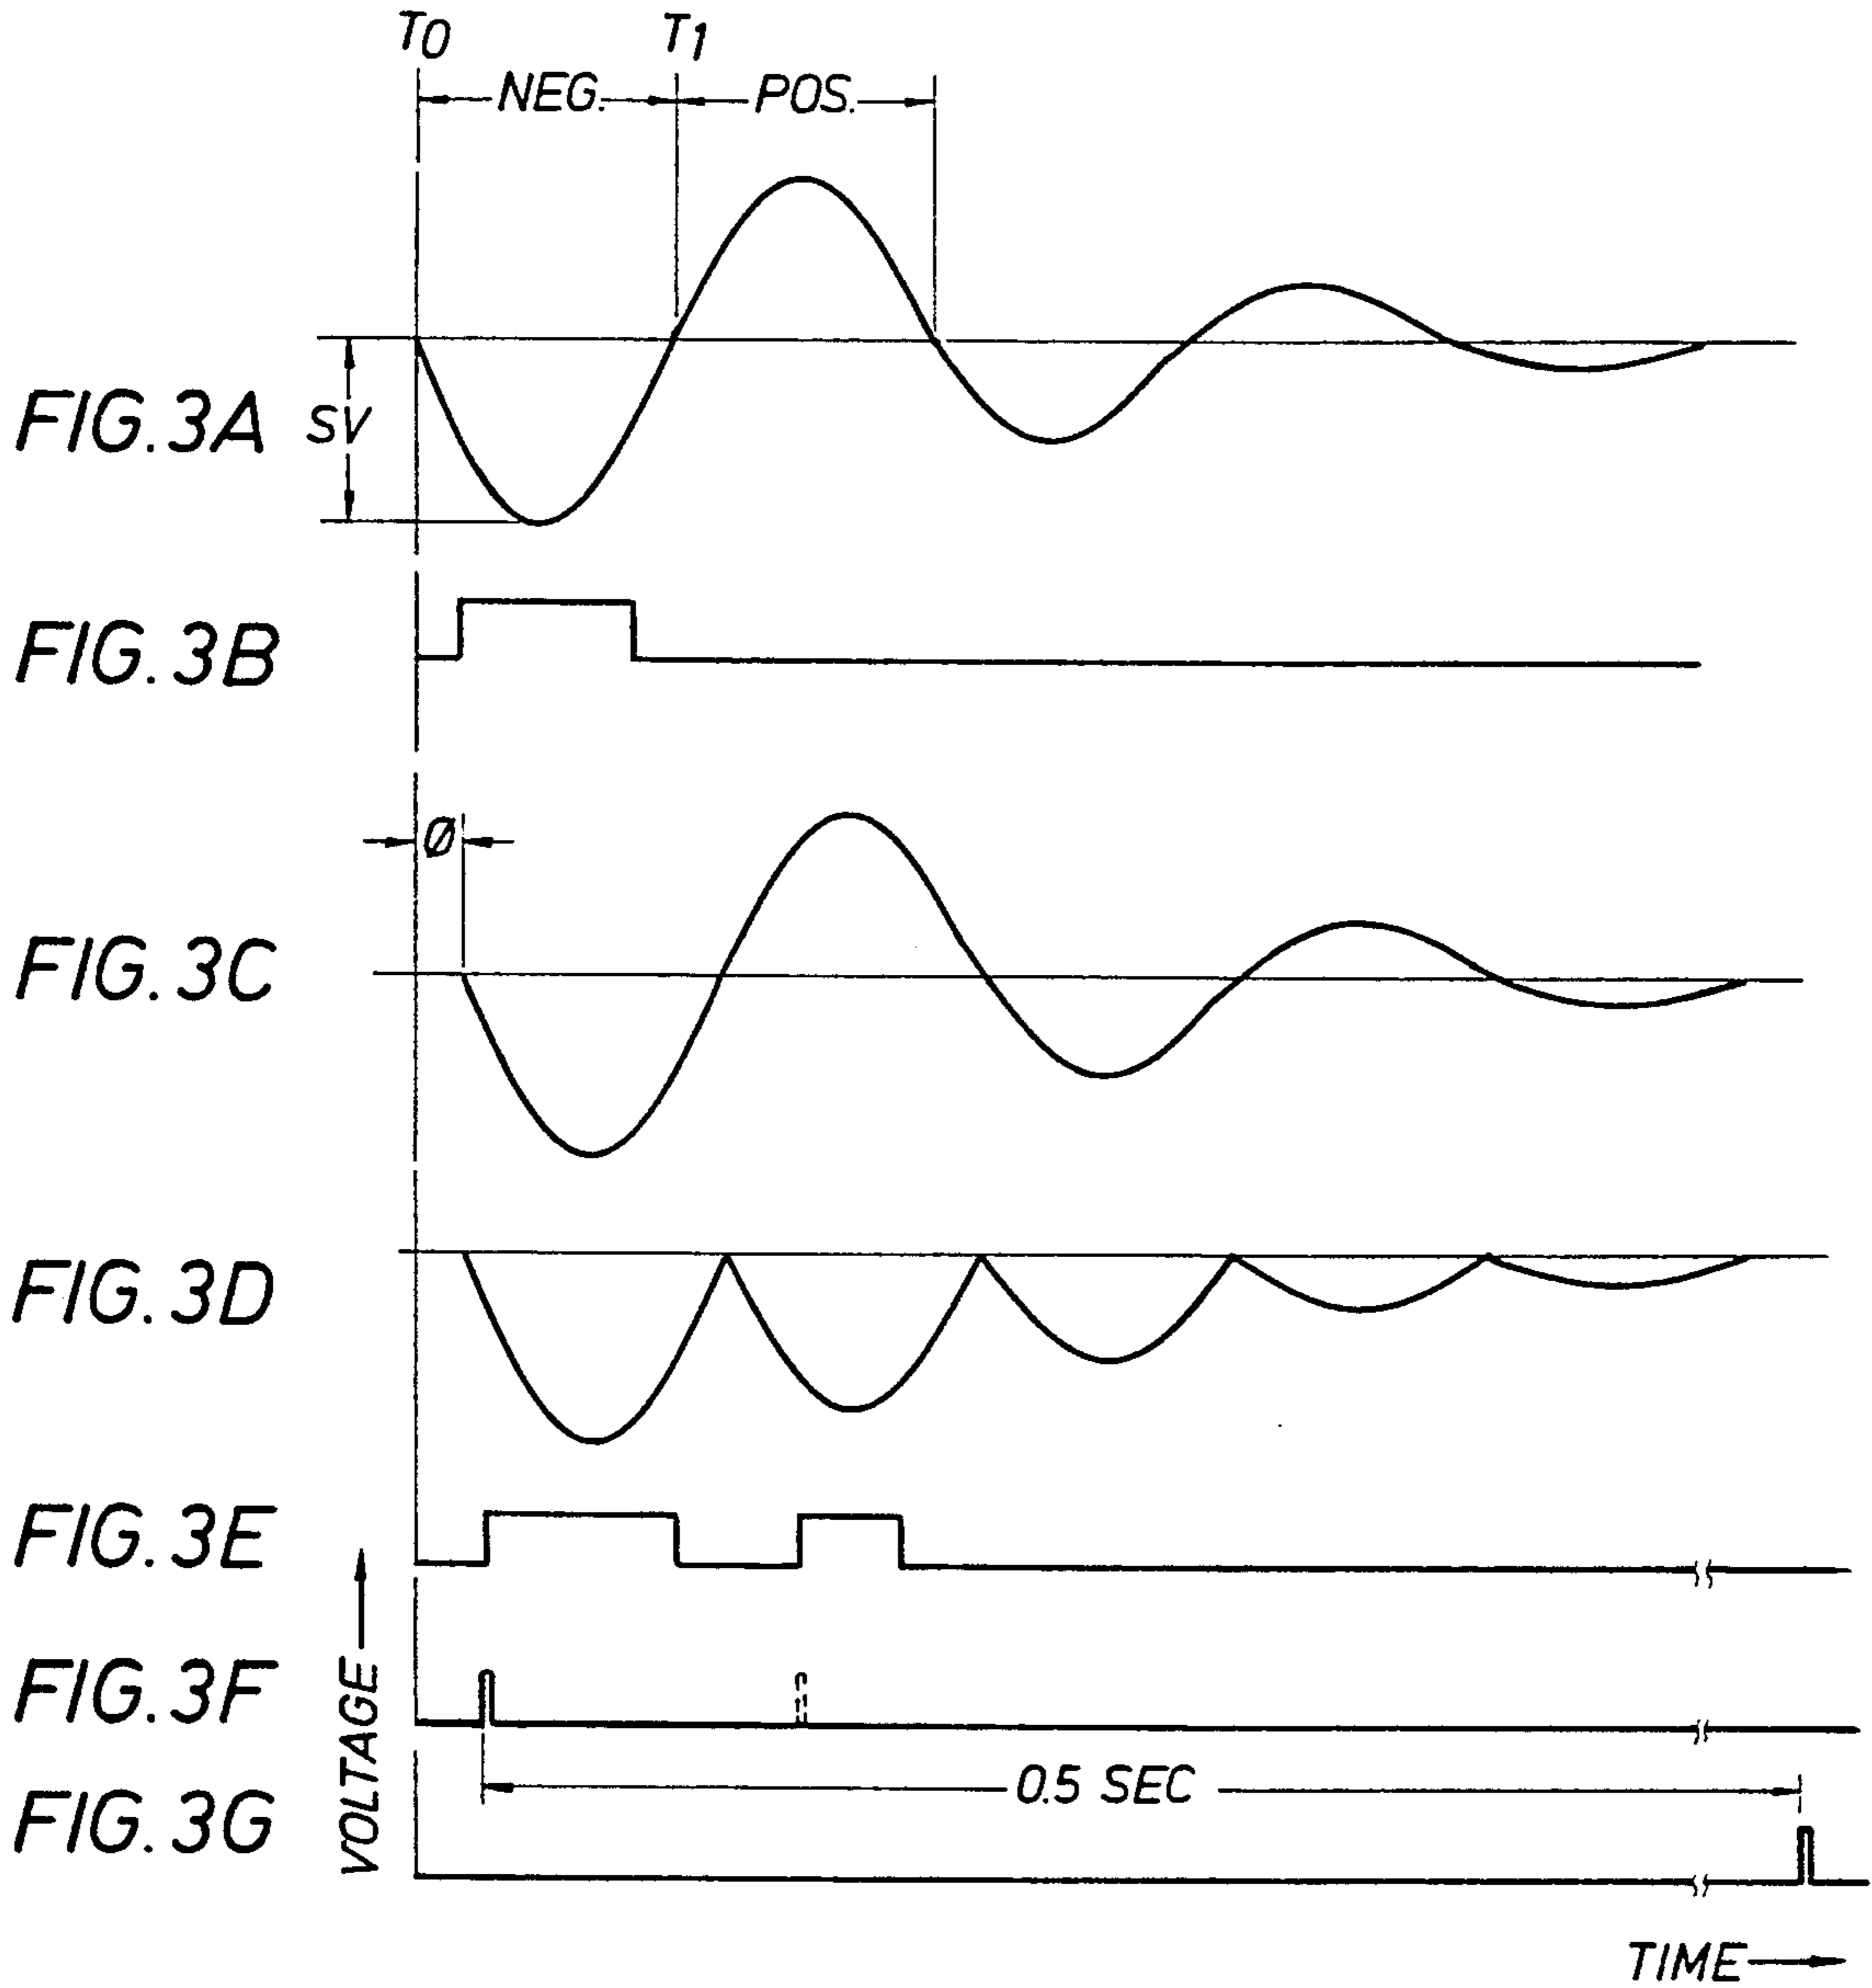 T0 T1
NEG. POS.
FIG. 3A SV
FIG. 3B
Ø
FIG. 3C
FIG. 3D
FIG. 3E
FIG. 3F
VOLTAGE
0.5 SEC
FIG. 3G
TIME